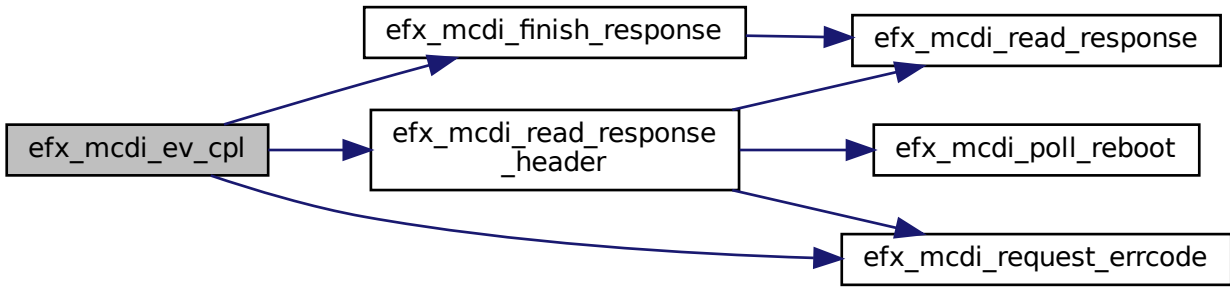 efx_mcdi_ev_cpl
efx_mcdi_finish_response
efx_mcdi_read_response
_header
efx_mcdi_read_response
efx_mcdi_poll_reboot
efx_mcdi_request_errcode